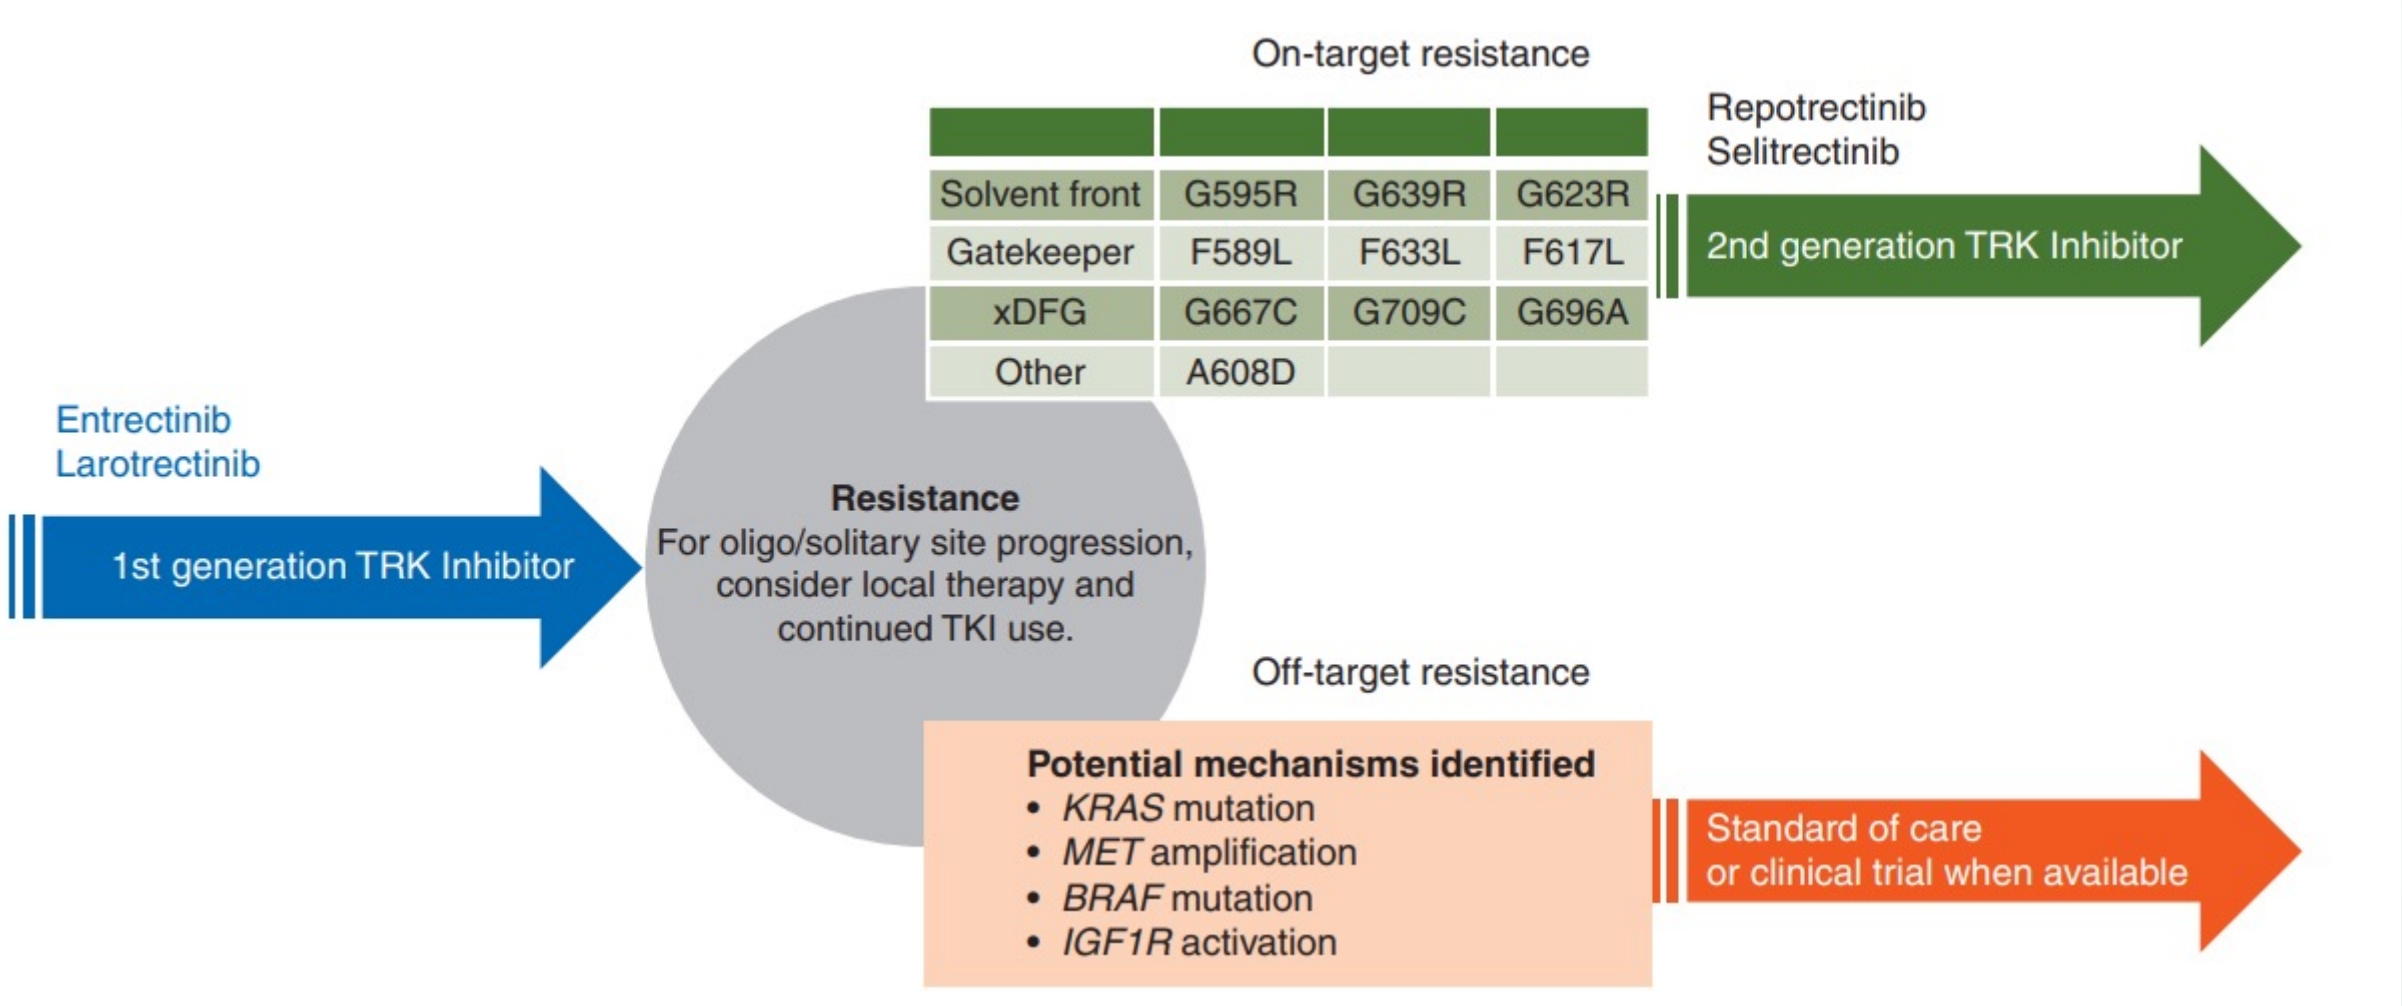 On-target resistance
Solvent front G595R G639R G623R
Gatekeeper F589L F633L F617L
xDFG G667C G709C G696A
Other A608D
Repotrectinib
Selitrectinib
2nd generation TRK Inhibitor
Entrectinib
Larotrectinib
1st generation TRK Inhibitor
Resistance
For oligo/solitary site progression,
consider local therapy and
continued TKI use.
Off-target resistance
Potential mechanisms identified
• KRAS mutation
• MET amplification
• BRAF mutation
• IGF1R activation
Standard of care
or clinical trial when available